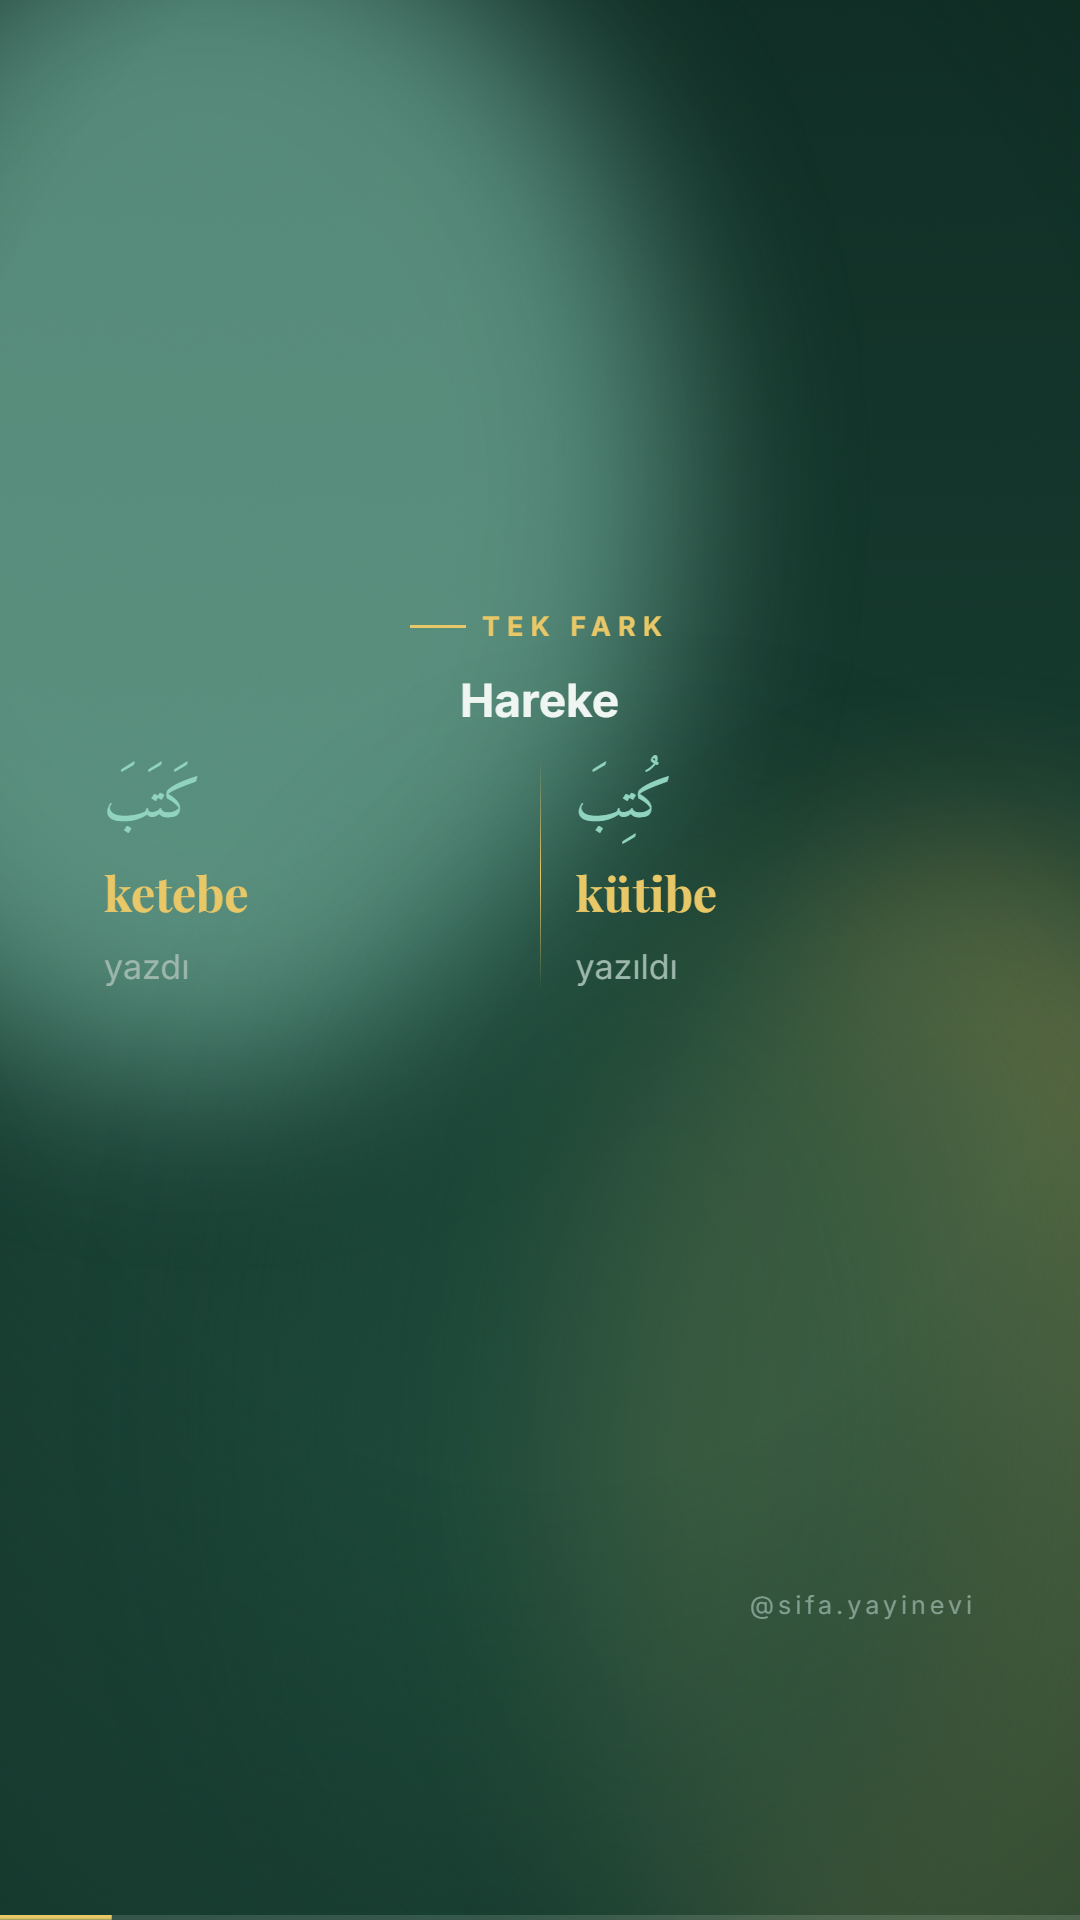 TEK FARK
Hareke
كَتَبَ
ketebe
yazdı
كُتِبَ
kütibe
yazıldı
@sifa.yayinevi